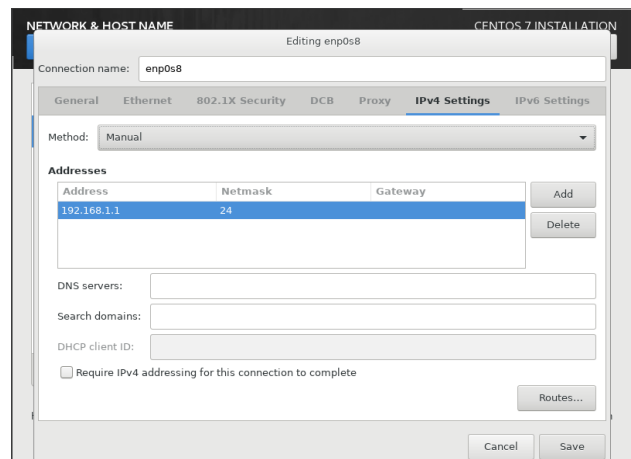 NETWORK & HOST NAME CENTOS 7 INSTALLATION
Editing enp0s8
Connection name: enp0s8
General Ethernet 802.1X Security DCB Proxy IPv4 Settings IPv6 Settings
Method: Manual
Addresses
Address Netmask Gateway
192.168.1.1 24
Add
Delete
DNS servers:
Search domains:
DHCP client ID:
Require IPv4 addressing for this connection to complete
Routes...
Cancel Save